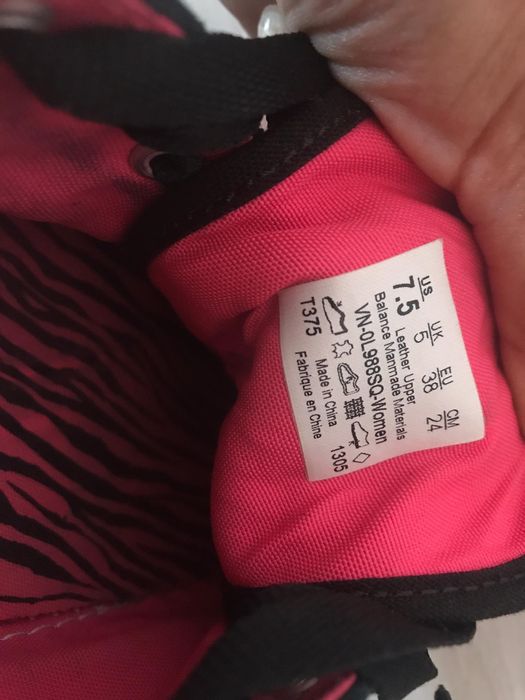 US UK EU CM
7.5 5 38 24
Leather Upper
Balance Manmade Materials
VN-0L988SQ-Women
T375 Made in China 1305
Fabrique en Chine